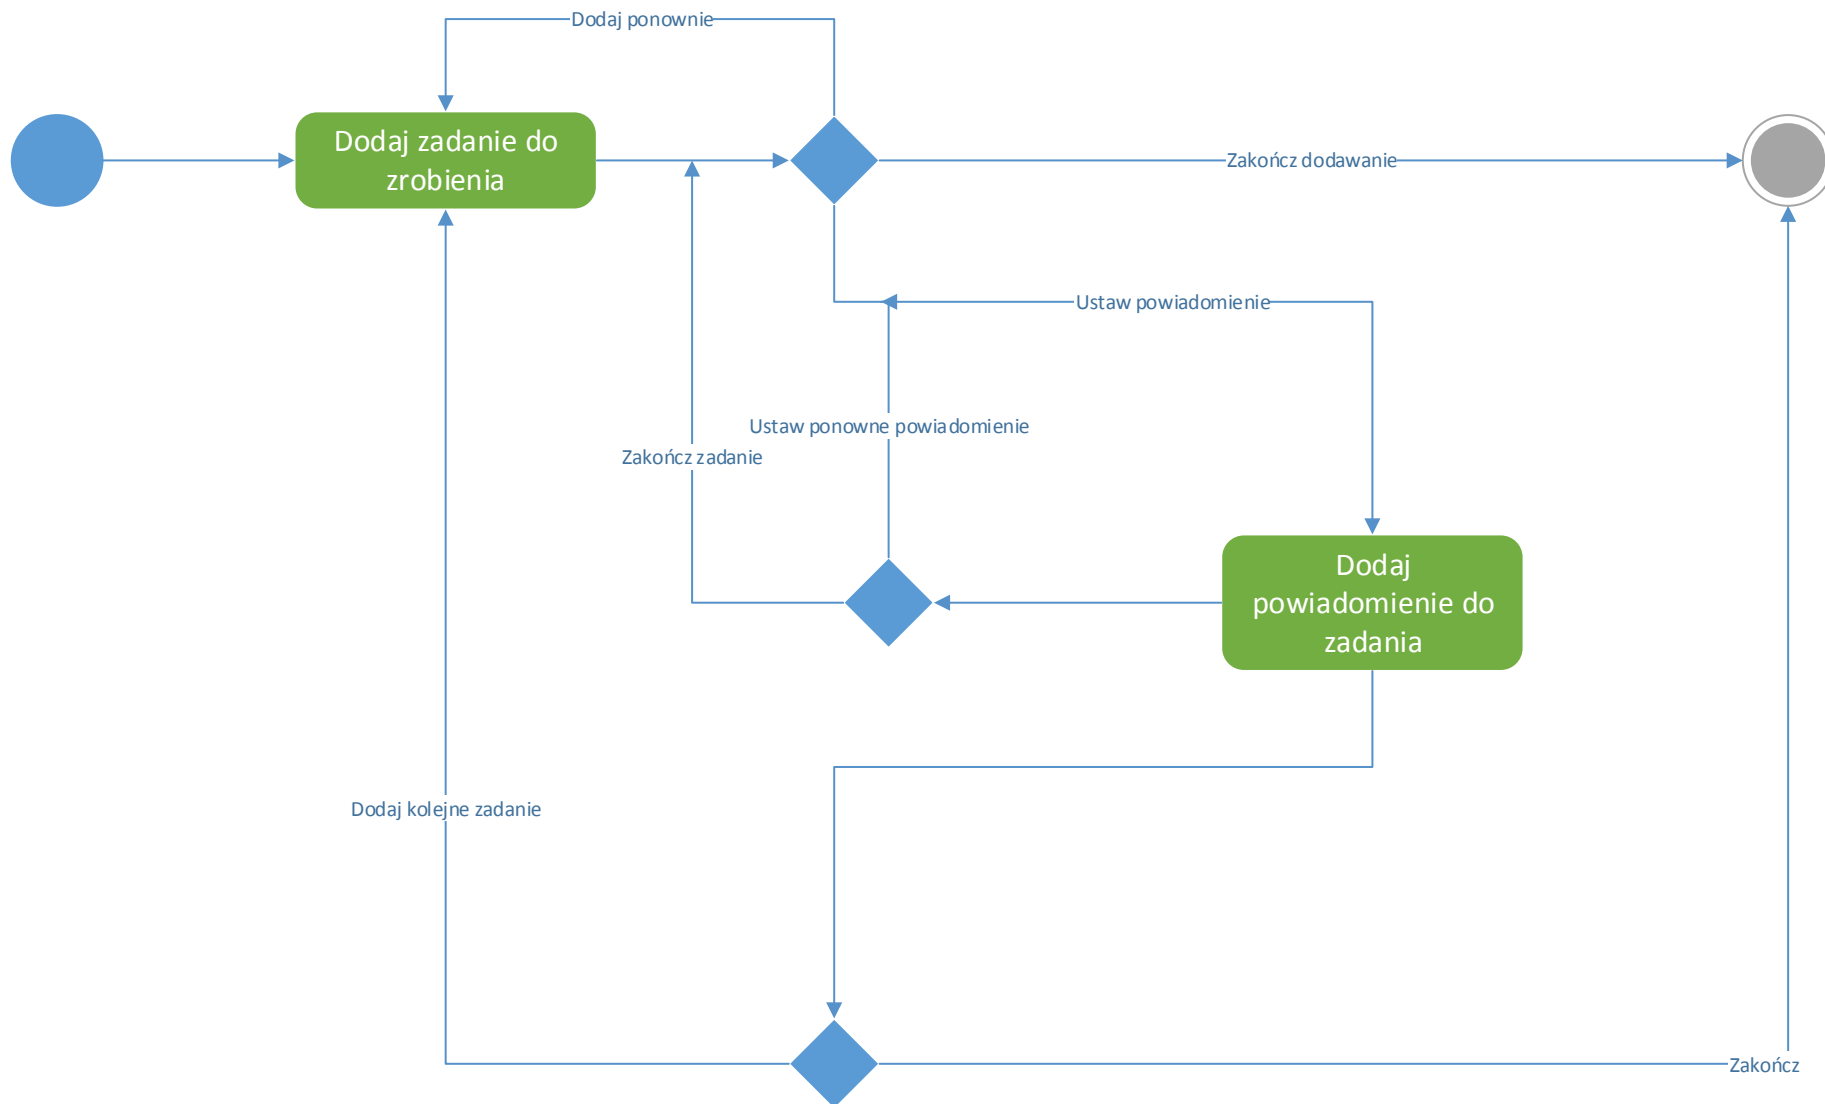 Dodaj ponownie
Dodaj zadanie do
zrobienia
Zakończ dodawanie
Ustaw powiadomienie
Ustaw ponowne powiadomienie
Zakończ zadanie
Dodaj
powiadomienie do
zadania
Dodaj kolejne zadanie
Zakończ